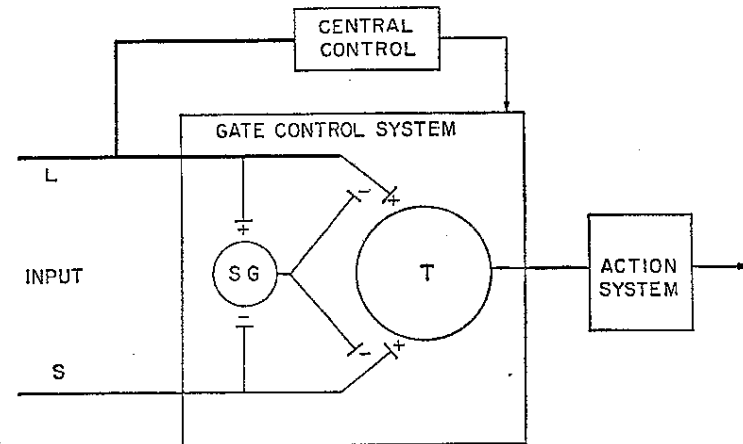 CENTRAL
CONTROL
GATE CONTROL SYSTEM
L
- +
+
SG
T
INPUT
ACTION
SYSTEM
-
- +
S